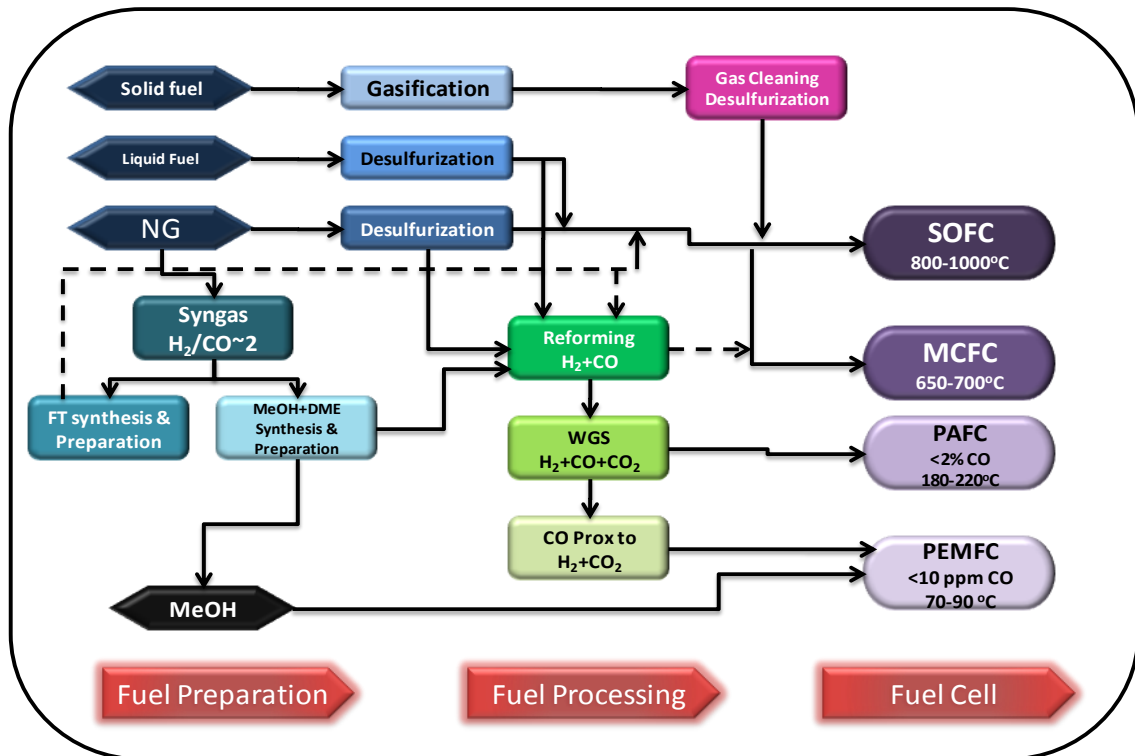 Solid fuel
Gasification
Gas Cleaning
Desulfurization
Liquid Fuel
Desulfurization
NG
Desulfurization
SOFC
800-1000°C
Syngas
H₂/CO~2
Reforming
H₂+CO
MCFC
650-700°C
FT synthesis &
Preparation
MeOH+DME
Synthesis &
Preparation
WGS
H₂+CO+CO₂
PAFC
<2% CO
180-220°C
CO Prox to
H₂+CO₂
PEMFC
<10 ppm CO
70-90 °C
MeOH
Fuel Preparation
Fuel Processing
Fuel Cell